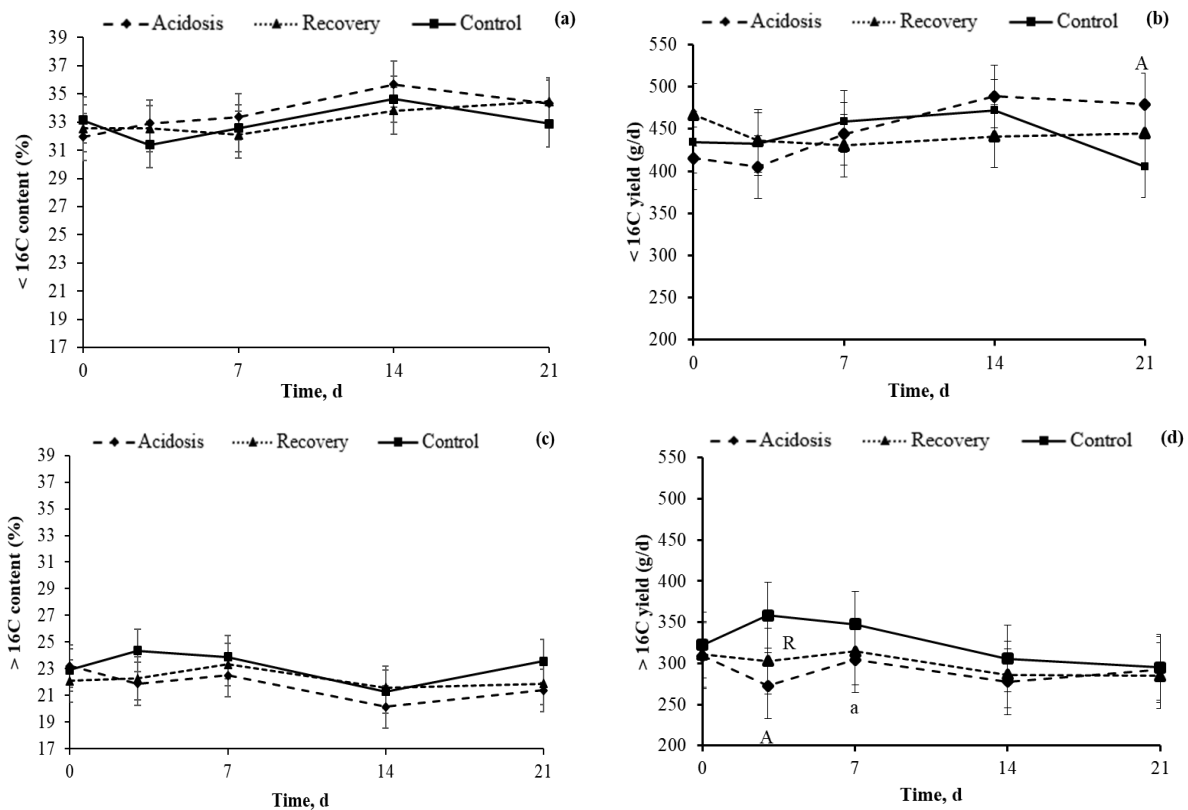 Acidosis Recovery Control (a)
39
37
35
33
31
29
27
25
23
21
19
17
< 16C content (%)
0 7 14 21
Time, d
Acidosis Recovery Control (b)
550
500
450
400
350
300
250
200
< 16C yield (g/d)
A
0 7 14 21
Time, d
Acidosis Recovery Control (c)
39
37
35
33
31
29
27
25
23
21
19
17
> 16C content (%)
0 7 14 21
Time, d
Acidosis Recovery Control (d)
550
500
450
400
350
300
250
200
> 16C yield (g/d)
R
a
A
0 7 14 21
Time, d